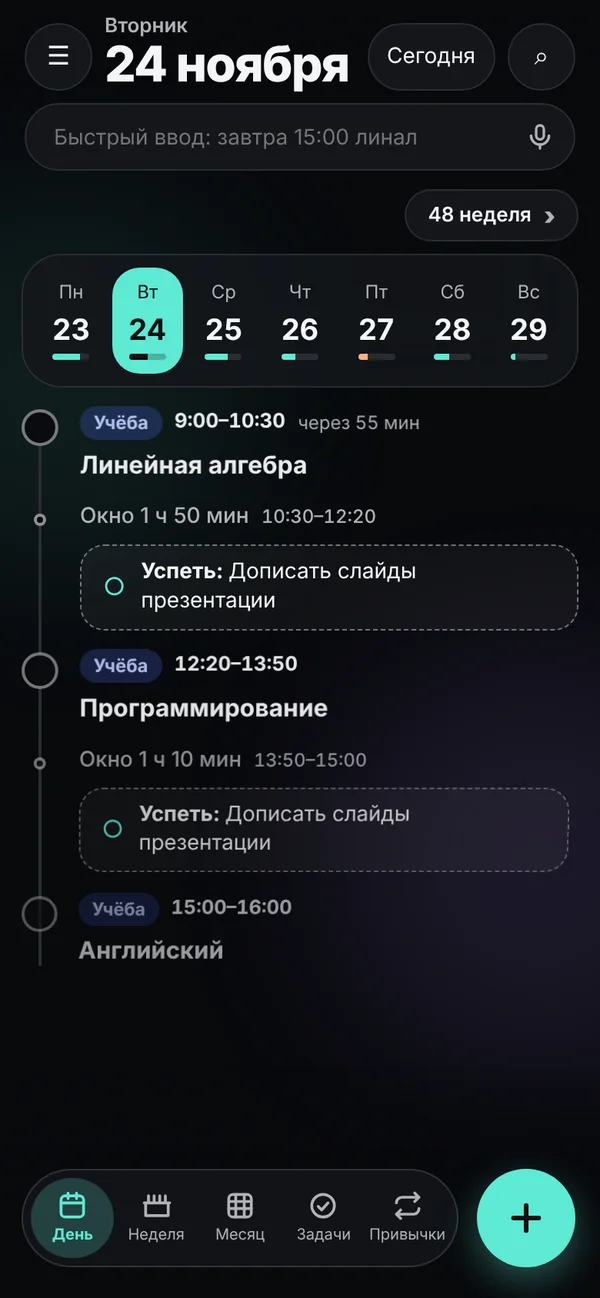 Вторник
24 ноября
Сегодня
Быстрый ввод: завтра 15:00 линал
48 неделя
Пн Вт Ср Чт Пт Сб Вс
23 24 25 26 27 28 29
Учёба 9:00–10:30 через 55 мин
Линейная алгебра
Окно 1 ч 50 мин 10:30–12:20
Успеть: Дописать слайды
презентации
Учёба 12:20–13:50
Программирование
Окно 1 ч 10 мин 13:50–15:00
Успеть: Дописать слайды
презентации
Учёба 15:00–16:00
Английский
День Неделя Месяц Задачи Привычки